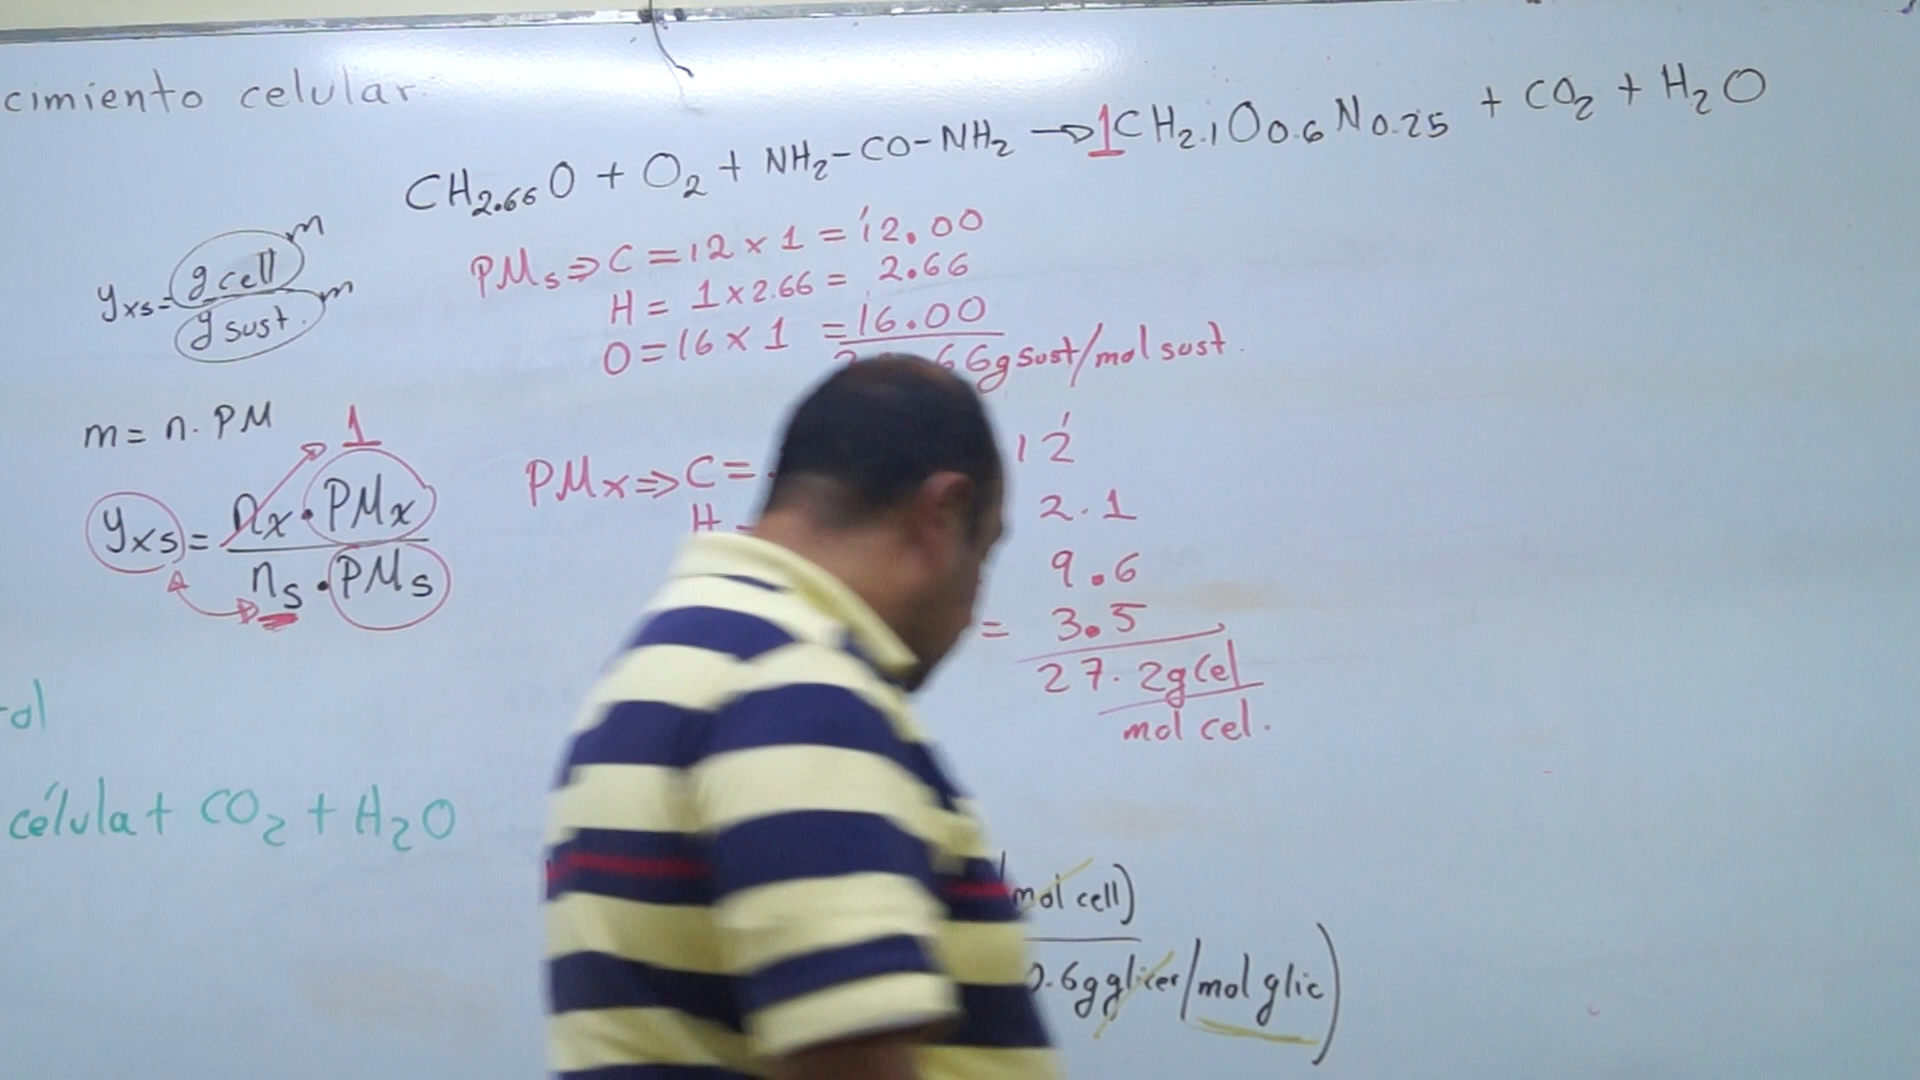 cimiento celular.
CH2.66O + O2 + NH2-CO-NH2 → 1CH2.1O0.6N0.25 + CO2 + H2O
yxs = g cell m / g sust. m
PMs ⇒ C = 12 x 1 = 12.00
H = 1 x 2.66 = 2.66
O = 16 x 1 = 16.00
66g sust/mol sust.
m = n. PM
1
yxs = nx • PMx / ns • PMs
PMx ⇒ C = 12
H 2.1
9.6
= 3.5
27.2 g Cel / mol cel.
célula + CO2 + H2O
mol cell)
.6g glicer/mol glic)